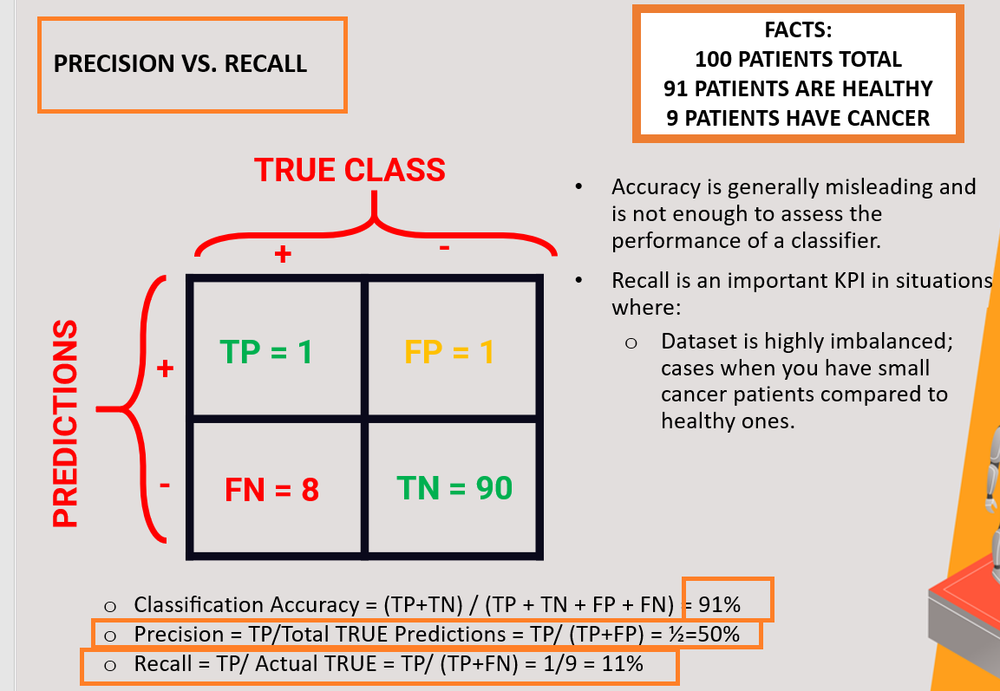 PRECISION VS. RECALL
FACTS:
100 PATIENTS TOTAL
91 PATIENTS ARE HEALTHY
9 PATIENTS HAVE CANCER
TRUE CLASS
+ -
PREDICTIONS
+
TP = 1 FP = 1
-
FN = 8 TN = 90
• Accuracy is generally misleading and
is not enough to assess the
performance of a classifier.
• Recall is an important KPI in situations
where:
o Dataset is highly imbalanced;
cases when you have small
cancer patients compared to
healthy ones.
o Classification Accuracy = (TP+TN) / (TP + TN + FP + FN) = 91%
o Precision = TP/Total TRUE Predictions = TP/ (TP+FP) = ½=50%
o Recall = TP/ Actual TRUE = TP/ (TP+FN) = 1/9 = 11%